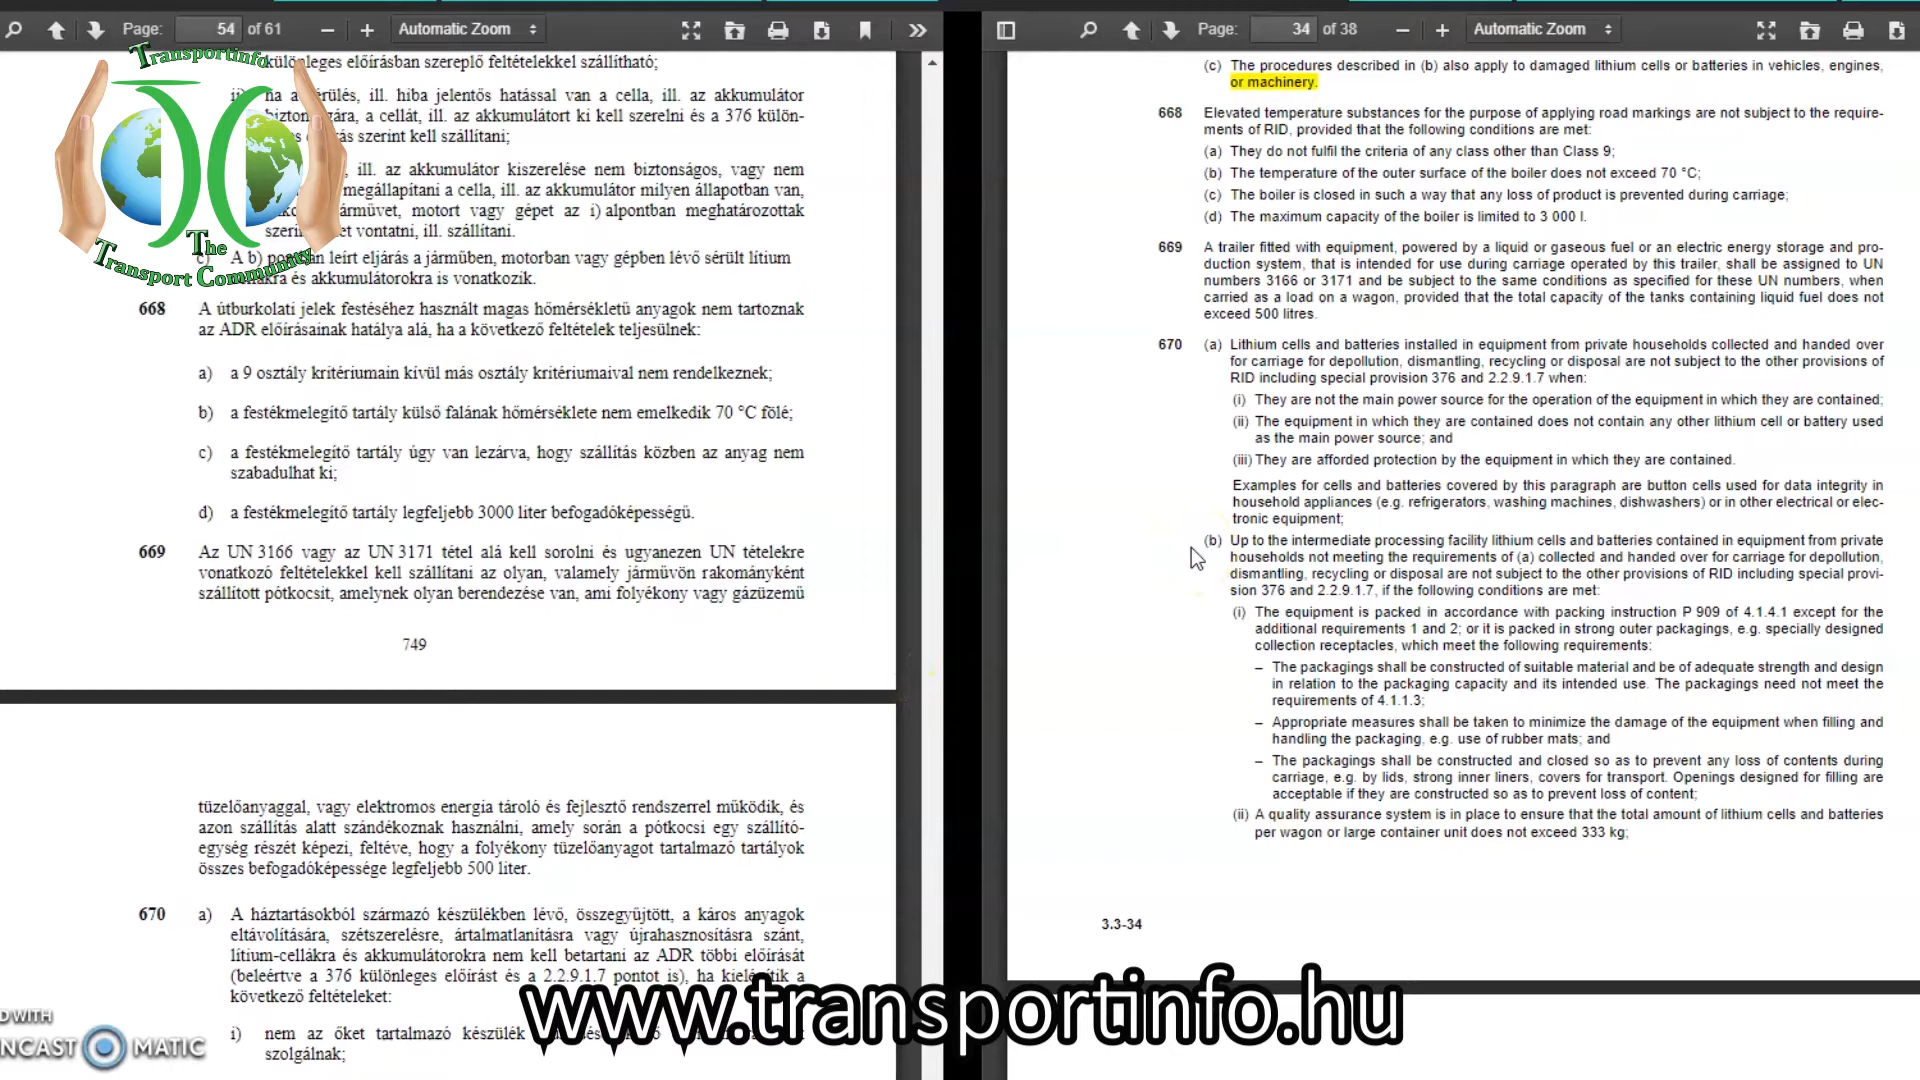 Page:
54
of 61
Automatic Zoom
Transportinfo
The
Transport Community
különleges előírásban szereplő feltételekkel szállítható;
ii)
ha a sérülés, ill. hiba jelentős hatással van a cella, ill. az akkumulátor
biztonságára, a cellát, ill. az akkumulátort ki kell szerelni és a 376 külön-
szerint kell szállítani;
ill. az akkumulátor kiszerelése nem biztonságos, vagy nem
megállapítani a cella, ill. az akkumulátor milyen állapotban van,
járművet, motort vagy gépet az i) alpontban meghatározottak
vontatni, ill. szállítani.
c) A b) pontban leírt eljárás a járműben, motorban vagy gépben lévő sérült lítium
és akkumulátorokra is vonatkozik.
668 A útburkolati jelek festéséhez használt magas hőmérsékletű anyagok nem tartoznak
az ADR előírásainak hatálya alá, ha a következő feltételek teljesülnek:
a) a 9 osztály kritériumain kívül más osztály kritériumaival nem rendelkeznek;
b) a festékmelegítő tartály külső falának hőmérséklete nem emelkedik 70 °C fölé;
c) a festékmelegítő tartály úgy van lezárva, hogy szállítás közben az anyag nem
szabadulhat ki;
d) a festékmelegítő tartály legfeljebb 3000 liter befogadóképességű.
669 Az UN 3166 vagy az UN 3171 tétel alá kell sorolni és ugyanezen UN tételekre
vonatkozó feltételekkel kell szállítani az olyan, valamely járművön rakományként
szállított pótkocsit, amelynek olyan berendezése van, ami folyékony vagy gázüzemű
749
tüzelőanyaggal, vagy elektromos energia tároló és fejlesztő rendszerrel működik, és
azon szállítás alatt szándékoznak használni, amely során a pótkocsi egy szállító-
egység részét képezi, feltéve, hogy a folyékony tüzelőanyagot tartalmazó tartályok
összes befogadóképessége legfeljebb 500 liter.
670 a) A háztartásokból származó készülékben lévő, összegyűjtött, a káros anyagok
eltávolítására, szétszerelésre, ártalmatlanításra vagy újrahasznosításra szánt,
lítium-cellákra és akkumulátorokra nem kell betartani az ADR többi előírását
(beleértve a 376 különleges előírást és a 2.2.9.1.7 pontot is), ha kielégítik a
következő feltételeket:
i) nem az őket tartalmazó készülék
szolgálnak;
Page:
34
of 38
Automatic Zoom
(c) The procedures described in (b) also apply to damaged lithium cells or batteries in vehicles, engines,
or machinery.
668 Elevated temperature substances for the purpose of applying road markings are not subject to the require-
ments of RID, provided that the following conditions are met:
(a) They do not fulfil the criteria of any class other than Class 9;
(b) The temperature of the outer surface of the boiler does not exceed 70 °C;
(c) The boiler is closed in such a way that any loss of product is prevented during carriage;
(d) The maximum capacity of the boiler is limited to 3 000 l.
669 A trailer fitted with equipment, powered by a liquid or gaseous fuel or an electric energy storage and pro-
duction system, that is intended for use during carriage operated by this trailer, shall be assigned to UN
numbers 3166 or 3171 and be subject to the same conditions as specified for these UN numbers, when
carried as a load on a wagon, provided that the total capacity of the tanks containing liquid fuel does not
exceed 500 litres.
670 (a) Lithium cells and batteries installed in equipment from private households collected and handed over
for carriage for depollution, dismantling, recycling or disposal are not subject to the other provisions of
RID including special provision 376 and 2.2.9.1.7 when:
(i) They are not the main power source for the operation of the equipment in which they are contained;
(ii) The equipment in which they are contained does not contain any other lithium cell or battery used
as the main power source; and
(iii) They are afforded protection by the equipment in which they are contained.
Examples for cells and batteries covered by this paragraph are button cells used for data integrity in
household appliances (e.g. refrigerators, washing machines, dishwashers) or in other electrical or elec-
tronic equipment;
(b) Up to the intermediate processing facility lithium cells and batteries contained in equipment from private
households not meeting the requirements of (a) collected and handed over for carriage for depollution,
dismantling, recycling or disposal are not subject to the other provisions of RID including special provi-
sion 376 and 2.2.9.1.7, if the following conditions are met:
(i) The equipment is packed in accordance with packing instruction P 909 of 4.1.4.1 except for the
additional requirements 1 and 2; or it is packed in strong outer packagings, e.g. specially designed
collection receptacles, which meet the following requirements:
– The packagings shall be constructed of suitable material and be of adequate strength and design
in relation to the packaging capacity and its intended use. The packagings need not meet the
requirements of 4.1.1.3;
– Appropriate measures shall be taken to minimize the damage of the equipment when filling and
handling the packaging, e.g. use of rubber mats; and
– The packagings shall be constructed and closed so as to prevent any loss of contents during
carriage, e.g. by lids, strong inner liners, covers for transport. Openings designed for filling are
acceptable if they are constructed so as to prevent loss of content;
(ii) A quality assurance system is in place to ensure that the total amount of lithium cells and batteries
per wagon or large container unit does not exceed 333 kg;
3.3-34
www.transportinfo.hu
D WITH
NCAST MATIC